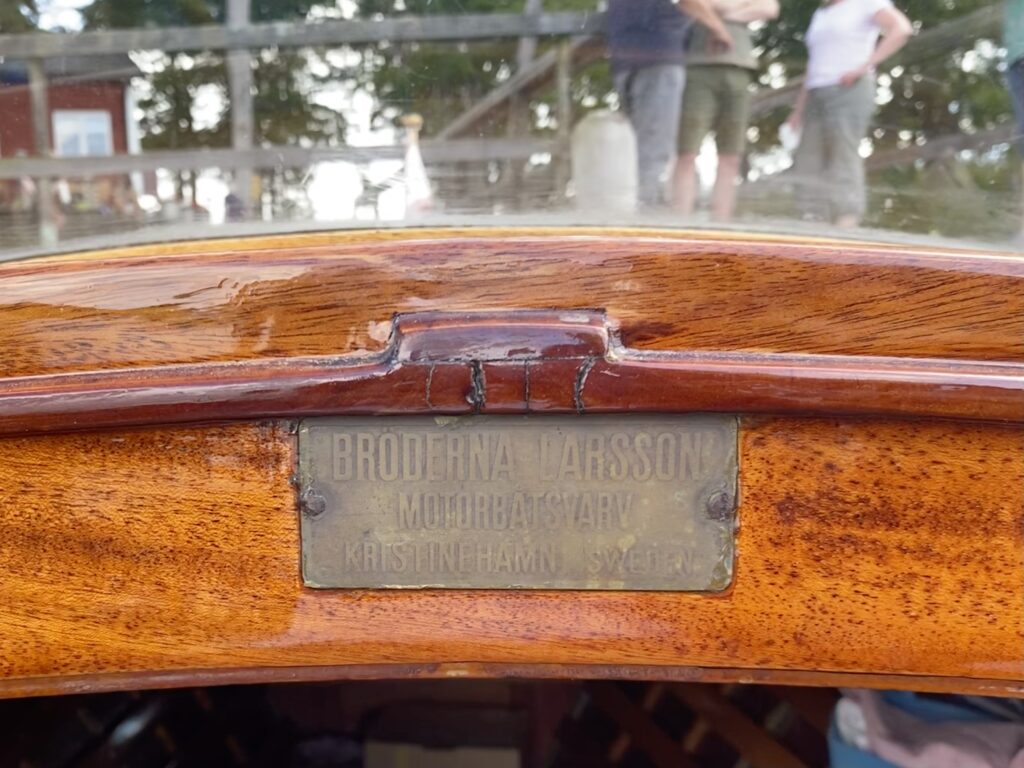 BRÖDERNA LARSSON
MOTORBÅTSVARV
KRISTINEHAMN SWEDEN